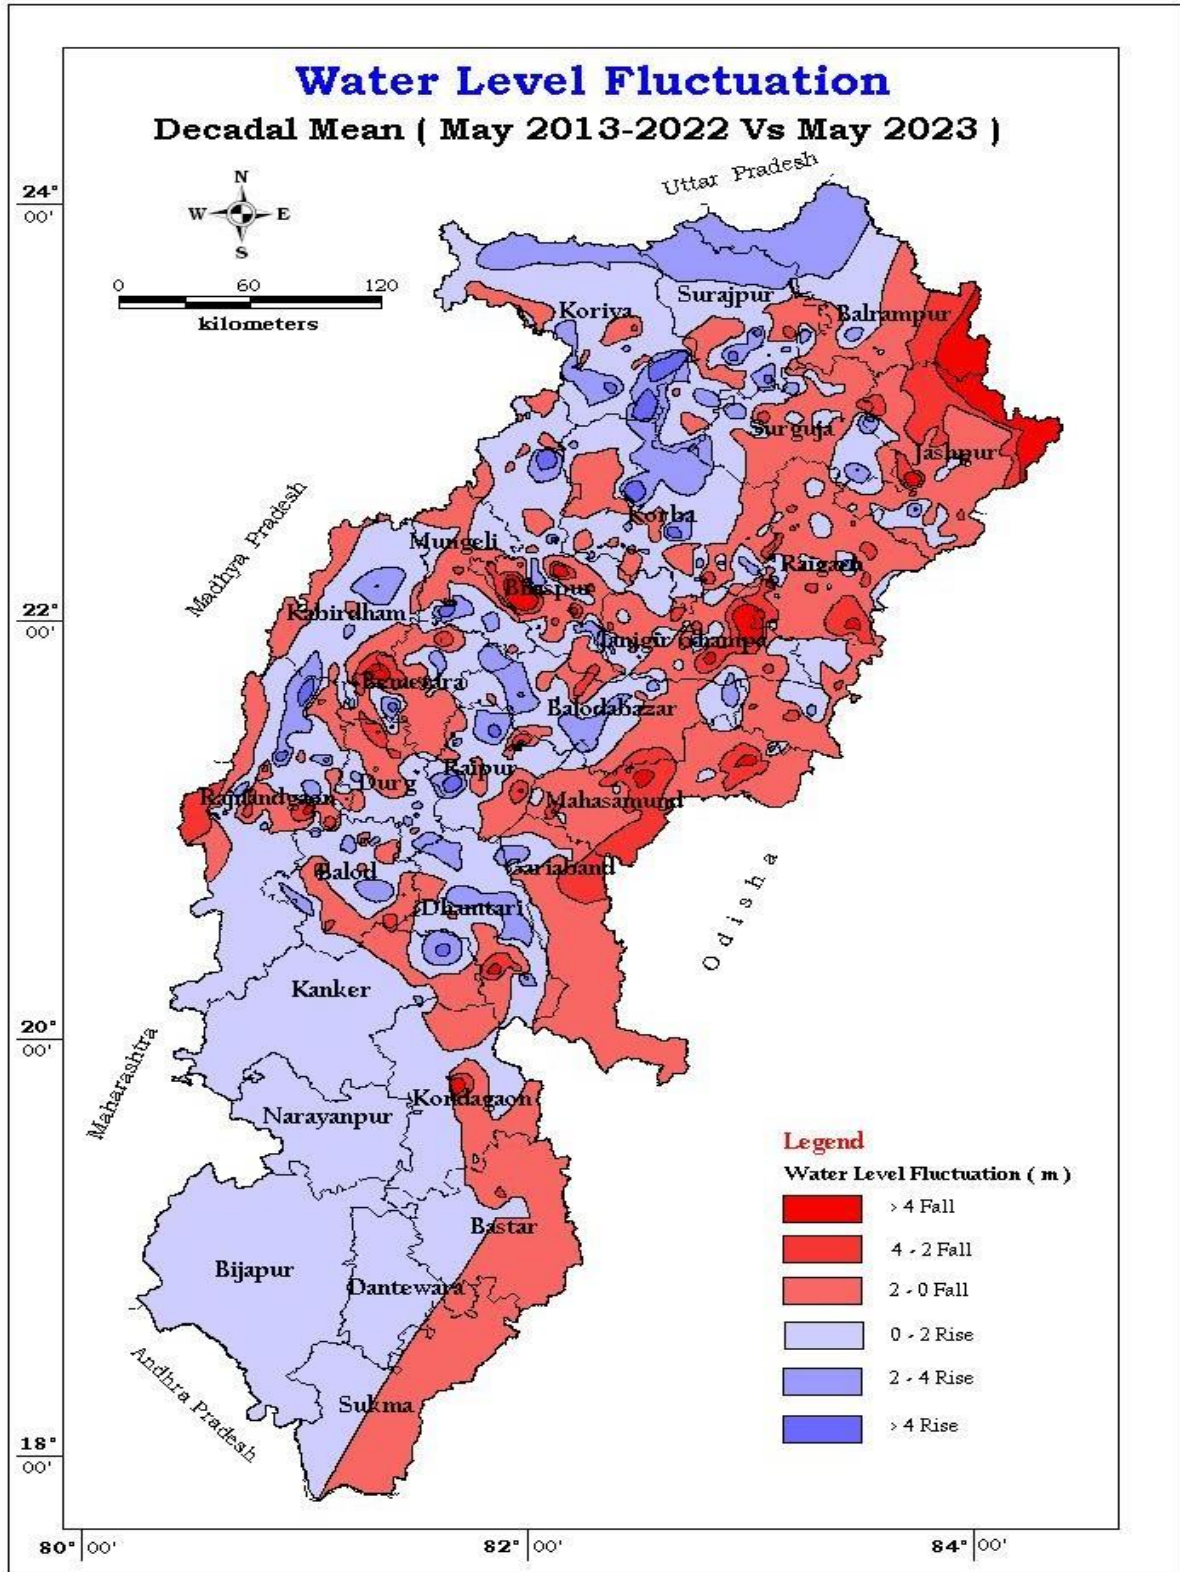 Water Level Fluctuation
Decadal Mean ( May 2013-2022 Vs May 2023 )
Uttar Pradesh
N
W E
S
24°
00'
0 60 120
kilometers
Koriya
Surajpur
Balrampur
Surguja
Jashpur
Korba
Mungeli
Madhya Pradesh
Raigarh
Bilaspur
Kabirdham
22°
00'
Janjgir Champa
Bemetara
Balodabazar
Raipur
Durg
Rajnandgaon
Mahasamund
Gariaband
Balod
Dhamtari
Odisha
Kanker
20°
00'
Maharashtra
Kondagaon
Narayanpur
Legend
Water Level Fluctuation ( m )
> 4 Fall
4 - 2 Fall
2 - 0 Fall
0 - 2 Rise
2 - 4 Rise
> 4 Rise
Bastar
Bijapur
Dantewara
Andhra Pradesh
Sukma
18°
00'
80° 00' 82° 00' 84° 00'